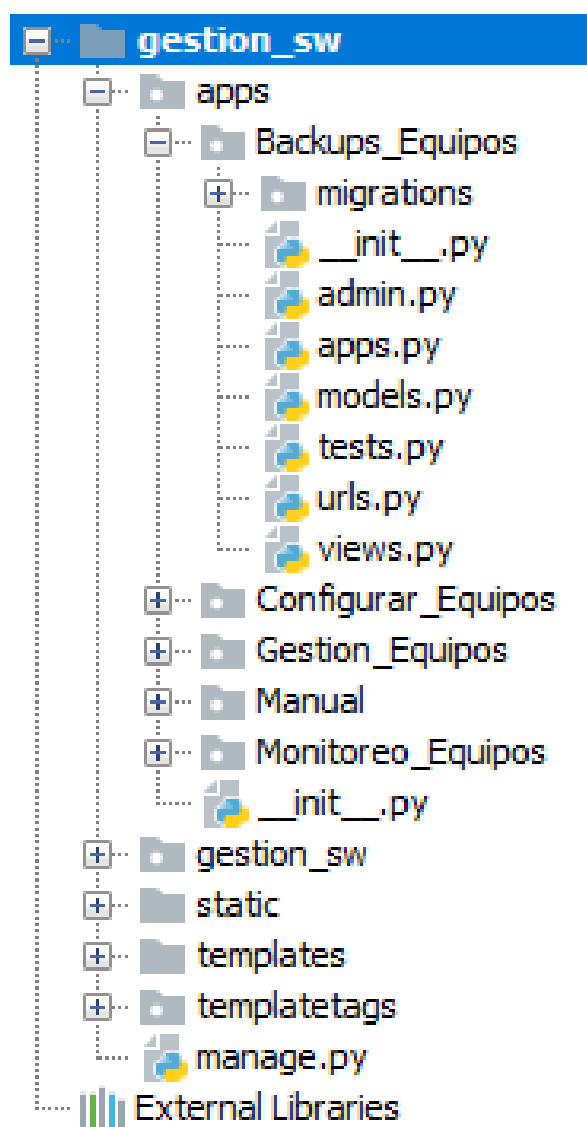 gestion_sw
apps
Backups_Equipos
migrations
__init__.py
admin.py
apps.py
models.py
tests.py
urls.py
views.py
Configurar_Equipos
Gestion_Equipos
Manual
Monitoreo_Equipos
__init__.py
gestion_sw
static
templates
templatetags
manage.py
External Libraries